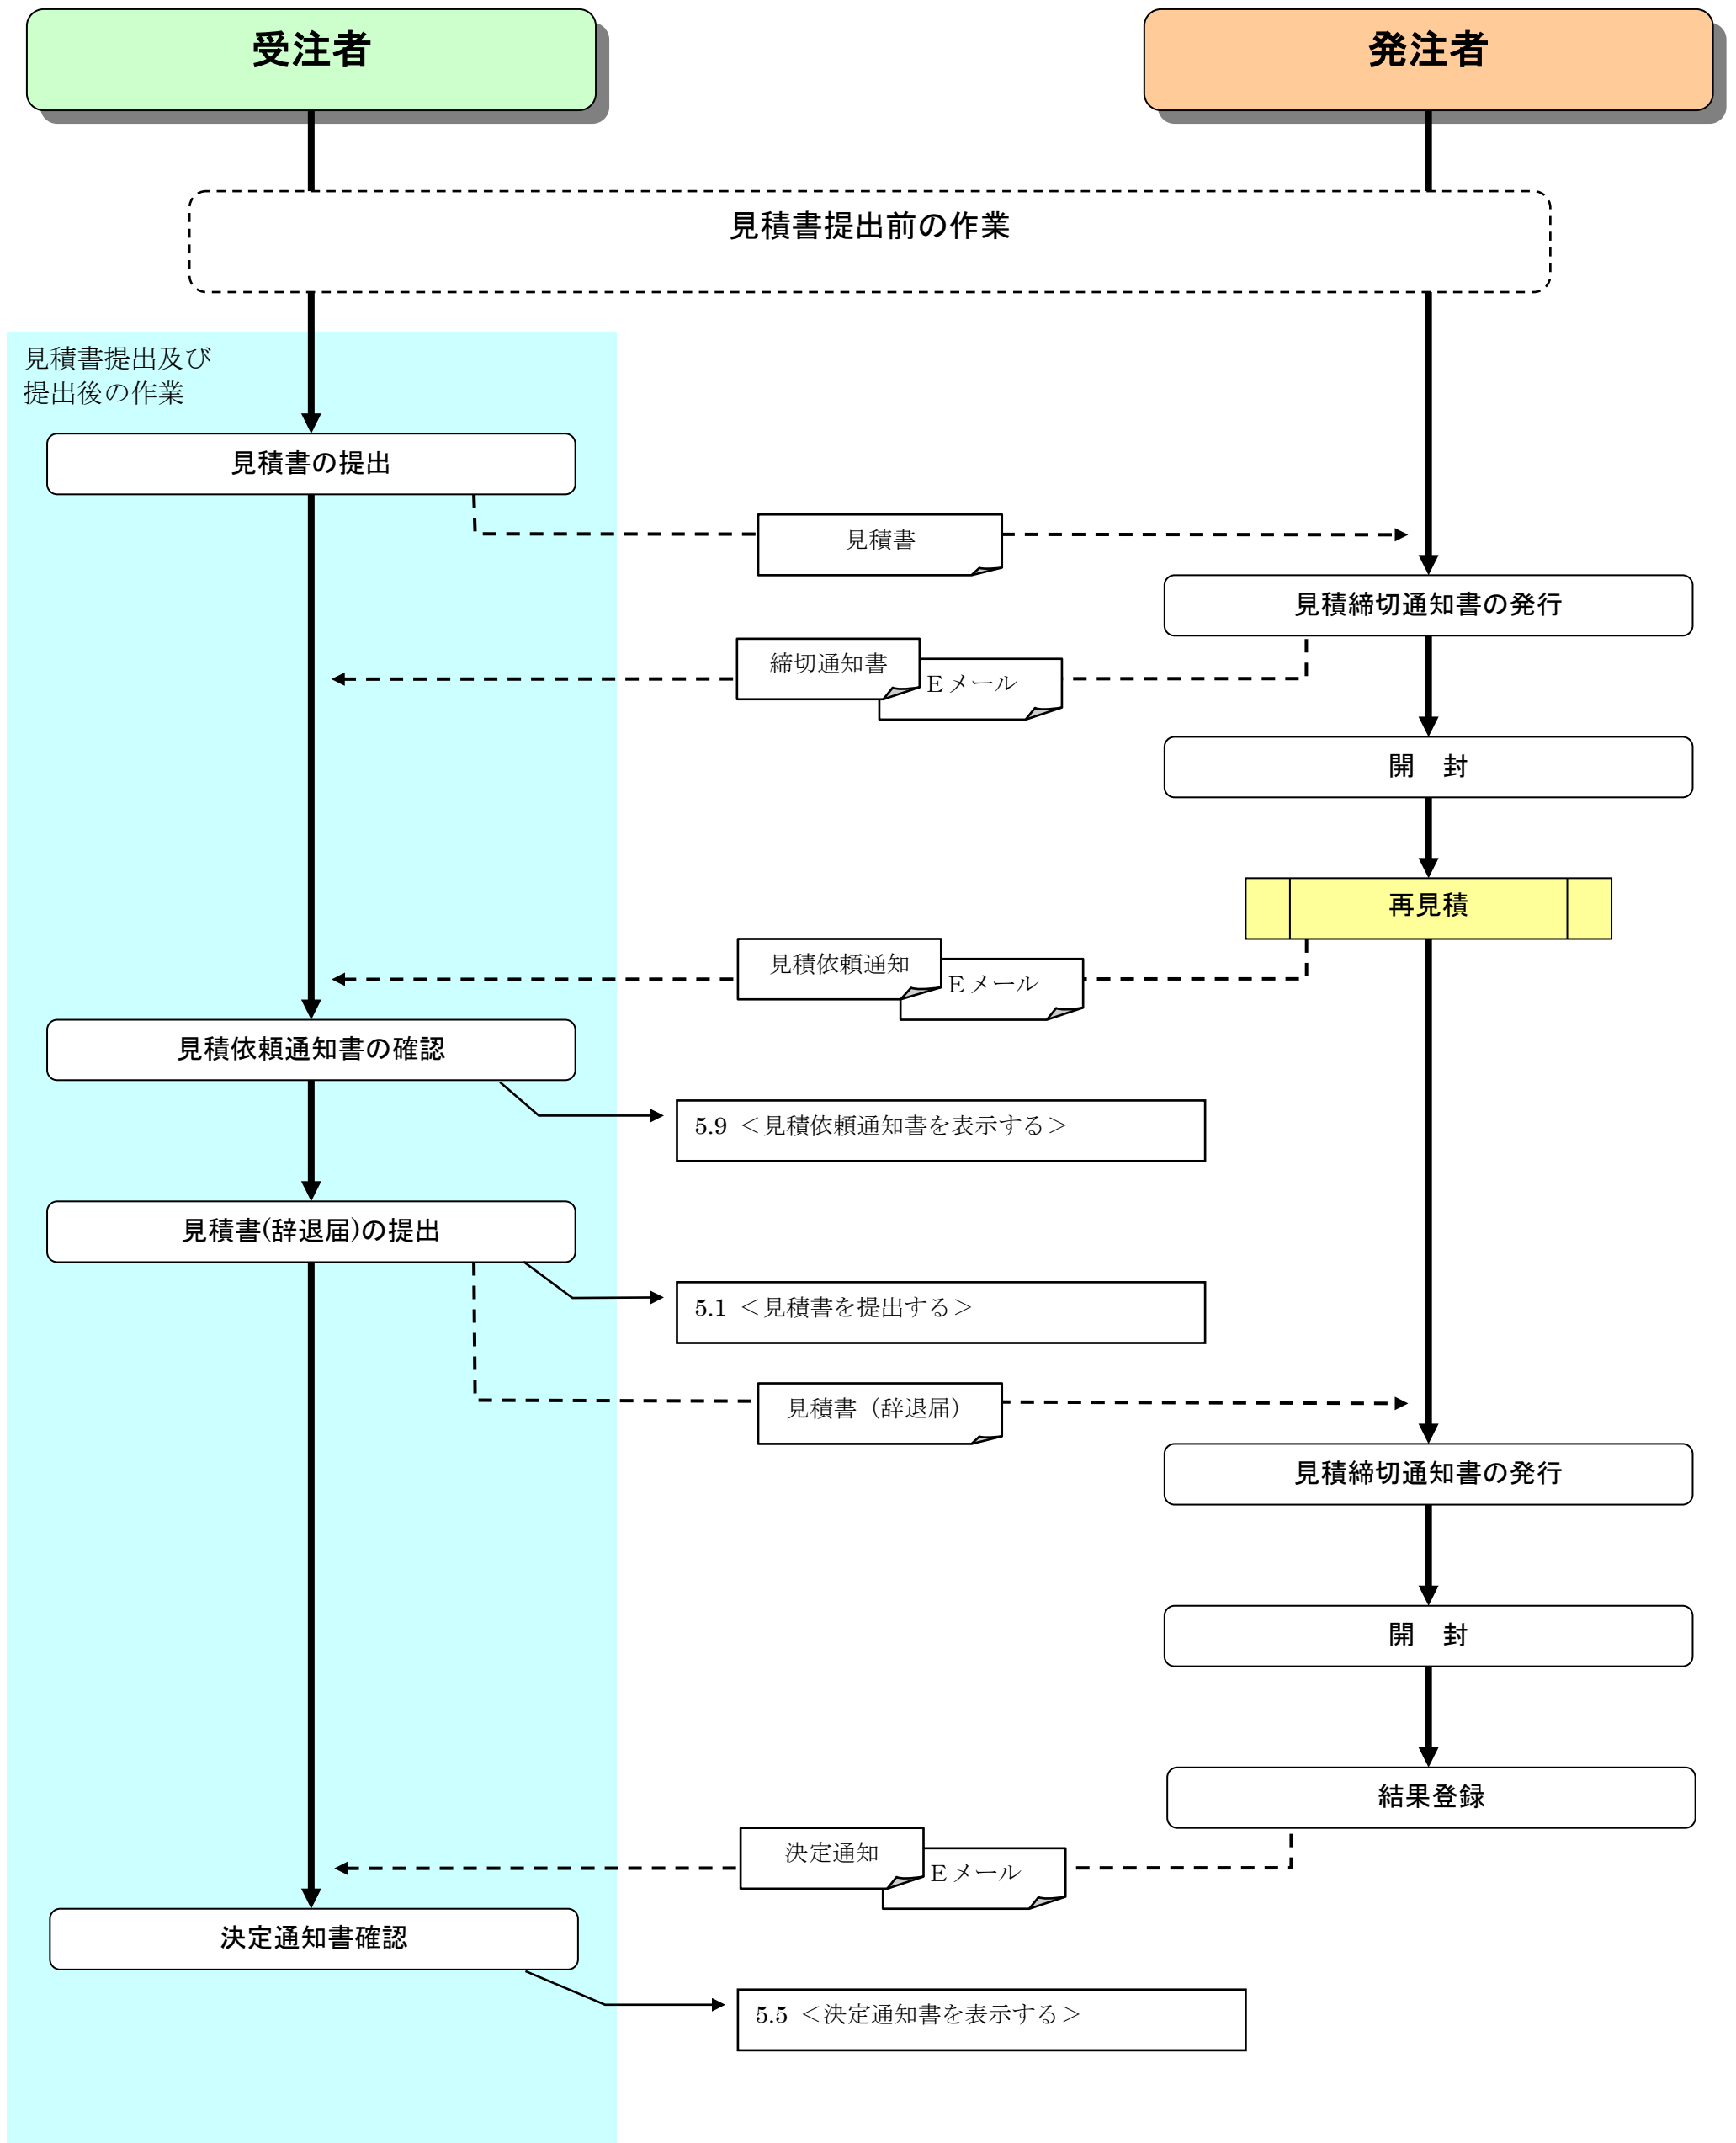 受注者
発注者
見積書提出前の作業
見積書提出及び
提出後の作業
見積書の提出
見積書
見積締切通知書の発行
締切通知書
Ｅメール
開　封
再見積
見積依頼通知
Ｅメール
見積依頼通知書の確認
5.9 ＜見積依頼通知書を表示する＞
見積書(辞退届)の提出
5.1 ＜見積書を提出する＞
見積書（辞退届）
見積締切通知書の発行
開　封
結果登録
決定通知
Ｅメール
決定通知書確認
5.5 ＜決定通知書を表示する＞